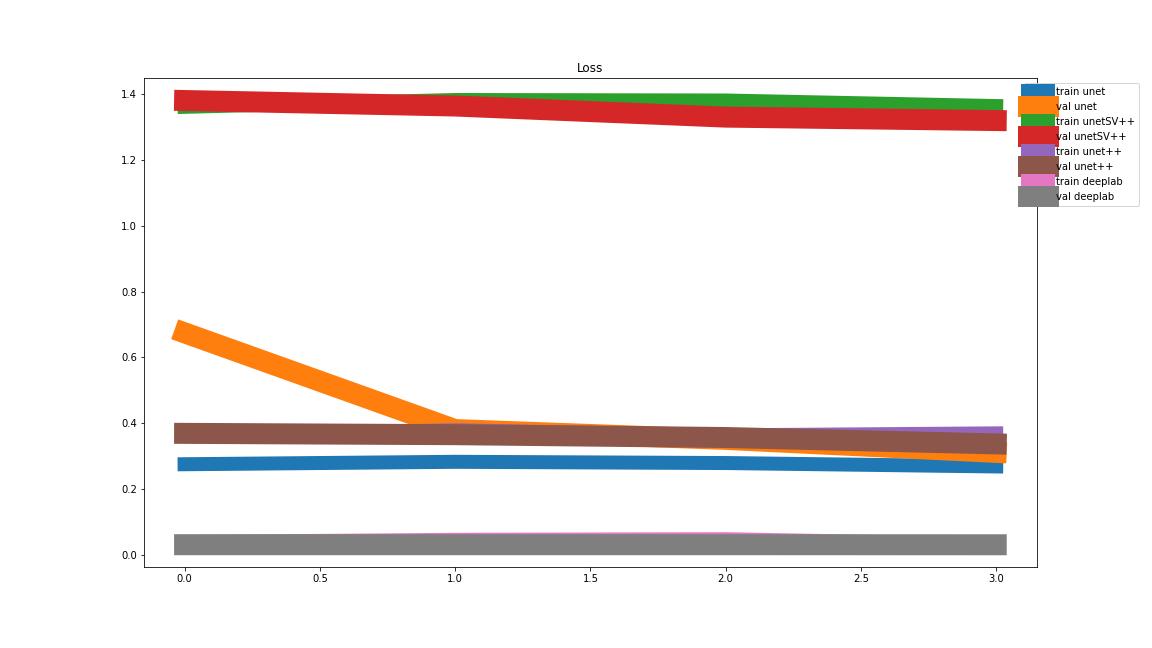 Loss
1.4
1.2
1.0
0.8
0.6
0.4
0.2
0.0
0.0 0.5 1.0 1.5 2.0 2.5 3.0
train unet
val unet
train unetSV++
val unetSV++
train unet++
val unet++
train deeplab
val deeplab